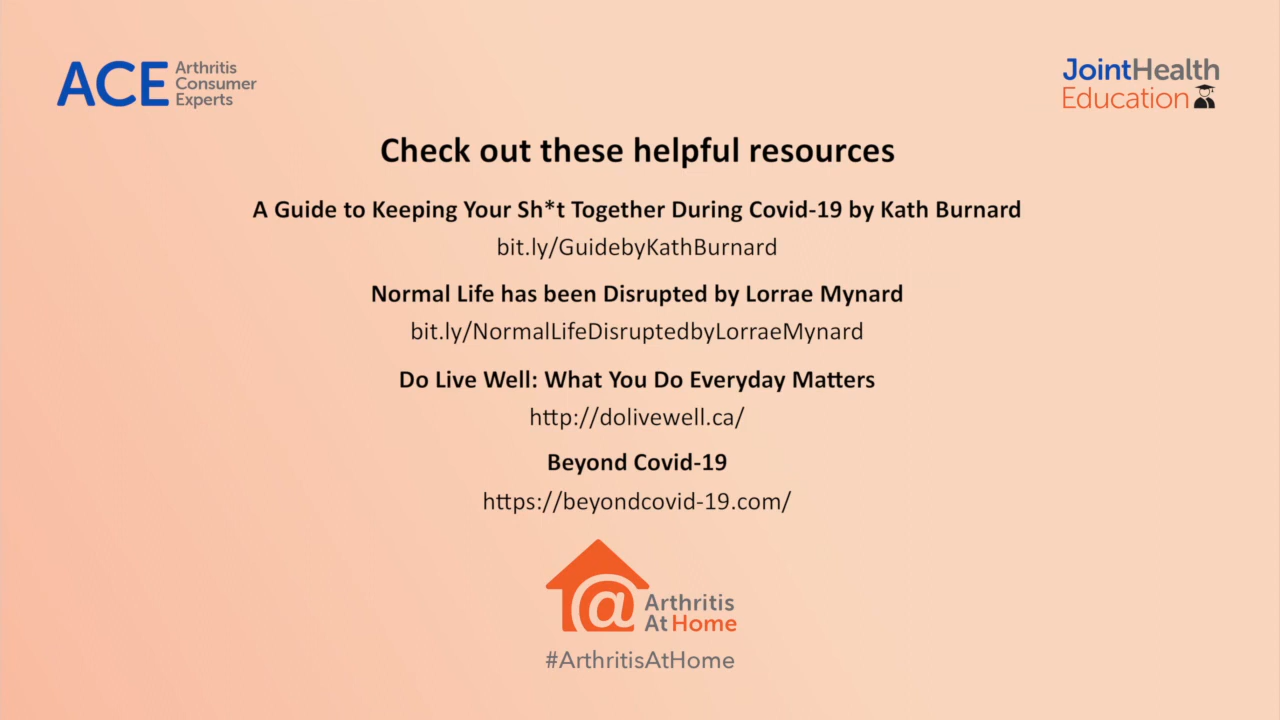 ACE Arthritis
Consumer
Experts
JointHealth
Education
Check out these helpful resources
A Guide to Keeping Your Sh*t Together During Covid-19 by Kath Burnard
bit.ly/GuidebyKathBurnard
Normal Life has been Disrupted by Lorrae Mynard
bit.ly/NormalLifeDisruptedbyLorraeMynard
Do Live Well: What You Do Everyday Matters
http://dolivewell.ca/
Beyond Covid-19
https://beyondcovid-19.com/
@ Arthritis
At Home
#ArthritisAtHome